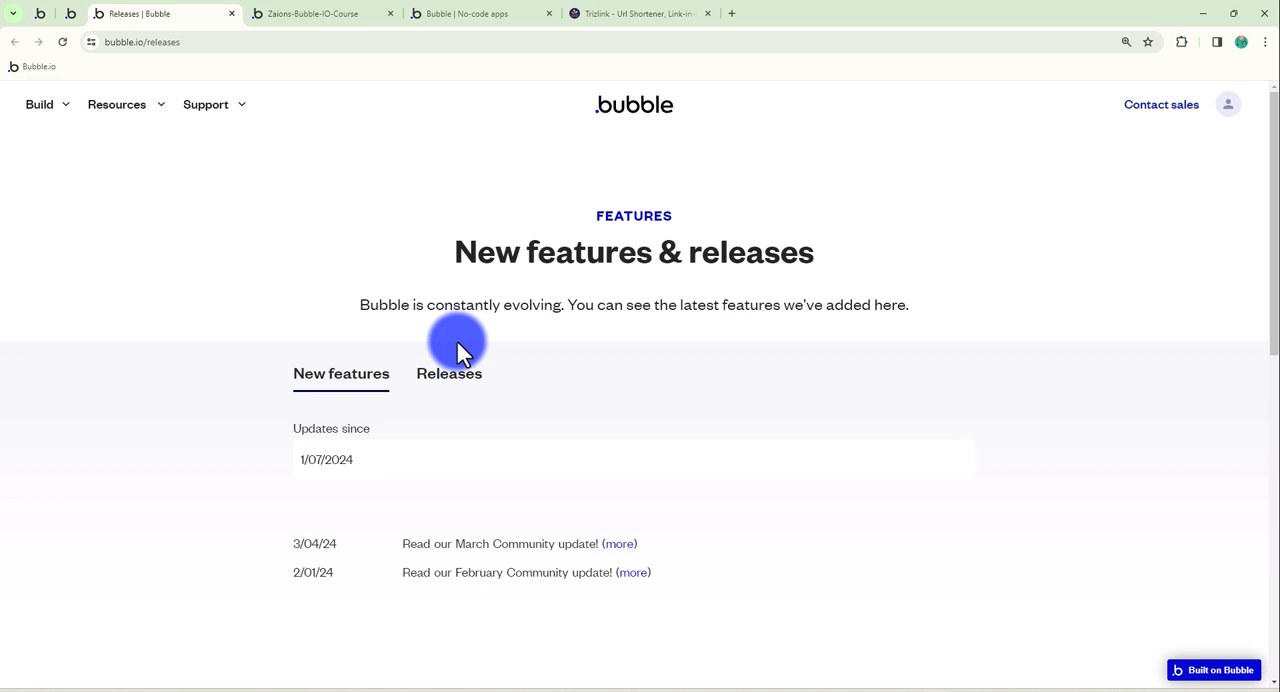 Releases | Bubble
Zaions-Bubble-IO-Course
Bubble | No-code apps
Trizlink - Url Shortener, Link-in-
bubble.io/releases
Bubble.io
Build
Resources
Support
.bubble
Contact sales
FEATURES
New features & releases
Bubble is constantly evolving. You can see the latest features we've added here.
New features
Releases
Updates since
1/07/2024
3/04/24 Read our March Community update! (more)
2/01/24 Read our February Community update! (more)
Built on Bubble